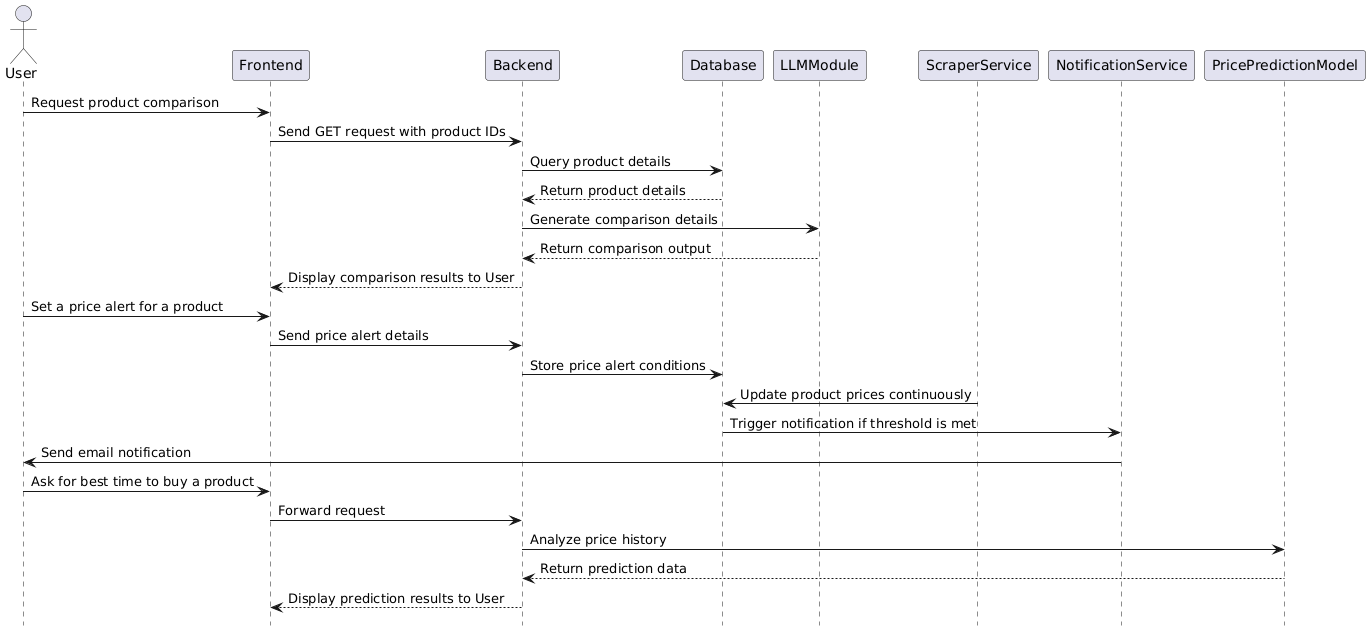 User
Frontend
Backend
Database
LLMModule
ScraperService
NotificationService
PricePredictionModel
Request product comparison
Send GET request with product IDs
Query product details
Return product details
Generate comparison details
Return comparison output
Display comparison results to User
Set a price alert for a product
Send price alert details
Store price alert conditions
Update product prices continuously
Trigger notification if threshold is met
Send email notification
Ask for best time to buy a product
Forward request
Analyze price history
Return prediction data
Display prediction results to User